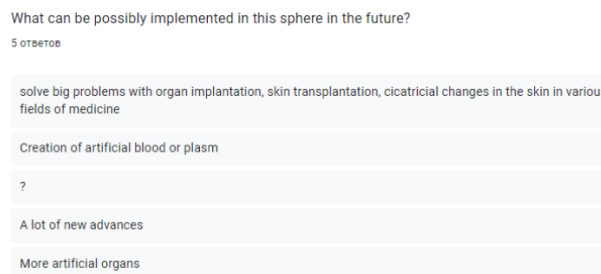 What can be possibly implemented in this sphere in the future?
5 ответов
solve big problems with organ implantation, skin transplantation, cicatricial changes in the skin in variou
fields of medicine
Creation of artificial blood or plasm
?
A lot of new advances
More artificial organs